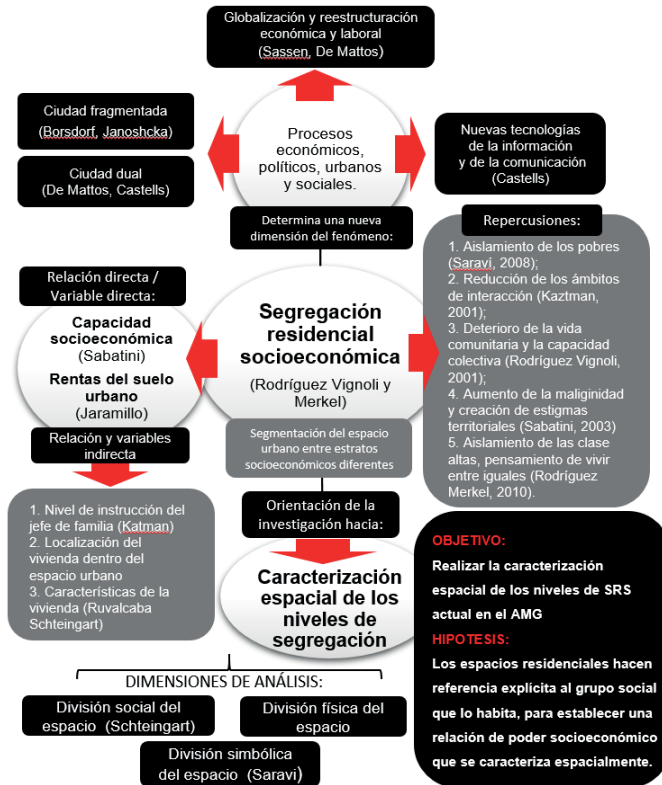 Globalización y reestructuración
económica y laboral
(Sassen, De Mattos)
Ciudad fragmentada
(Borsdorf, Janoshcka)
Ciudad dual
(De Mattos, Castells)
Procesos
económicos,
políticos, urbanos
y sociales.
Nuevas tecnologías
de la información
y de la comunicación
(Castells)
Determina una nueva
dimensión del fenómeno:
Relación directa /
Variable directa:
Capacidad
socioeconómica
(Sabatini)
Rentas del suelo
urbano
(Jaramillo)
Relación y variables
indirecta
1. Nivel de instrucción del
jefe de familia (Katman)
2. Localización del
vivienda dentro del
espacio urbano
3. Características de la
vivienda (Ruvalcaba
Schteingart)
Segregación
residencial
socioeconómica
(Rodríguez Vignoli y
Merkel)
Segmentación del espacio
urbano entre estratos
socioeconómicos diferentes
Orientación de la
investigación hacia:
Caracterización
espacial de los
niveles de
segregación
Repercusiones:
1. Aislamiento de los pobres
(Saraví, 2008);
2. Reducción de los ámbitos
de interacción (Kaztman,
2001);
3. Deterioro de la vida
comunitaria y la capacidad
colectiva (Rodríguez Vignoli,
2001);
4. Aumento de la maliginidad
y creación de estigmas
territoriales (Sabatini, 2003)
5. Aislamiento de las clase
altas, pensamiento de vivir
entre iguales (Rodríguez
Merkel, 2010).
OBJETIVO:
Realizar la caracterización
espacial de los niveles de SRS
actual en el AMG
HIPOTESIS:
Los espacios residenciales hacen
referencia explícita al grupo social
que lo habita, para establecer una
relación de poder socioeconómico
que se caracteriza espacialmente.
DIMENSIONES DE ANÁLISIS:
División social del
espacio (Schteingart)
División física del
espacio
División simbólica
del espacio (Saravi)